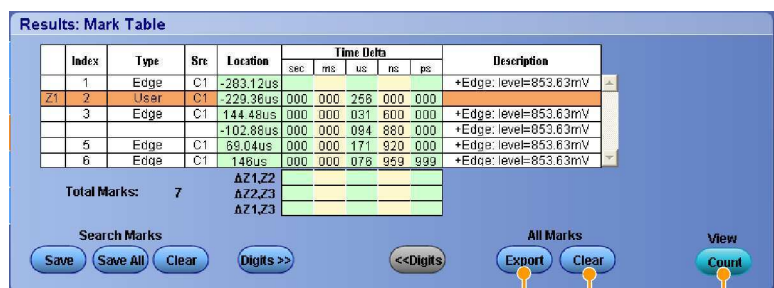 Results: Mark Table
Index Type Src Location Time Delta Description
sec ms us ns ps
1 Edge C1 -283.12us +Edge: level=853.63mV
Z1 2 User C1 -229.36us 000 000 256 000 000
3 Edge C1 144.48us 000 000 031 600 000 +Edge: level=853.63mV
-102.88us 000 000 094 880 000 +Edge: level=853.63mV
5 Edge C1 69.04us 000 000 171 920 000 +Edge: level=853.63mV
6 Edge C1 146us 000 000 076 959 999 +Edge: level=853.63mV
Total Marks: 7
ΔZ1,Z2
ΔZ2,Z3
ΔZ1,Z3
Search Marks All Marks View
Save Save All Clear Digits >> <<Digits Export Clear Count